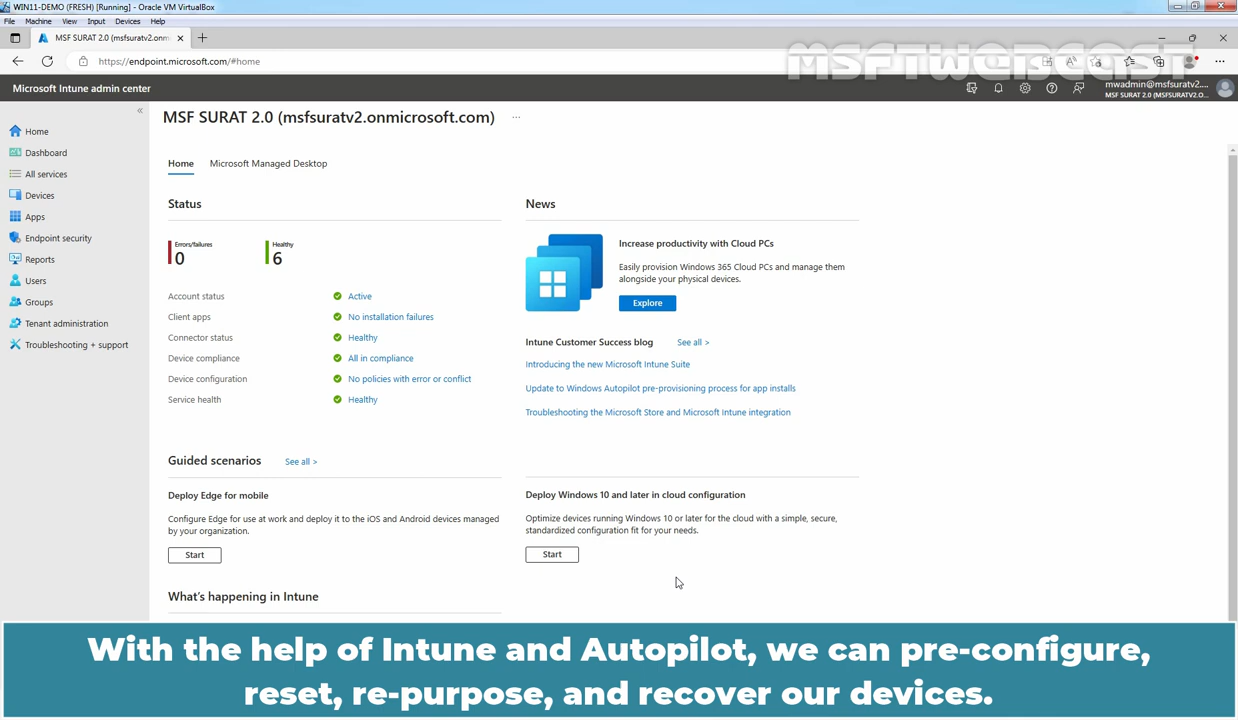 WIN11-DEMO (FRESH) [Running] - Oracle VM VirtualBox
File Machine View Input Devices Help
MSF SURAT 2.0 (msfsuratv2.onmi
https://endpoint.microsoft.com/#home
MSFTWEBCAST
Microsoft Intune admin center
mwadmin@msfsuratv2....
MSF SURAT 2.0 (MSFSURATV2.O...
MSF SURAT 2.0 (msfsuratv2.onmicrosoft.com) ...
Home
Dashboard
All services
Devices
Apps
Endpoint security
Reports
Users
Groups
Tenant administration
Troubleshooting + support
Home Microsoft Managed Desktop
Status
Errors/failures
0
Healthy
6
Account status Active
Client apps No installation failures
Connector status Healthy
Device compliance All in compliance
Device configuration No policies with error or conflict
Service health Healthy
News
Increase productivity with Cloud PCs
Easily provision Windows 365 Cloud PCs and manage them
alongside your physical devices.
Explore
Intune Customer Success blog See all >
Introducing the new Microsoft Intune Suite
Update to Windows Autopilot pre-provisioning process for app installs
Troubleshooting the Microsoft Store and Microsoft Intune integration
Guided scenarios See all >
Deploy Edge for mobile
Configure Edge for use at work and deploy it to the iOS and Android devices managed
by your organization.
Start
Deploy Windows 10 and later in cloud configuration
Optimize devices running Windows 10 or later for the cloud with a simple, secure,
standardized configuration fit for your needs.
Start
What's happening in Intune
With the help of Intune and Autopilot, we can pre-configure,
reset, re-purpose, and recover our devices.